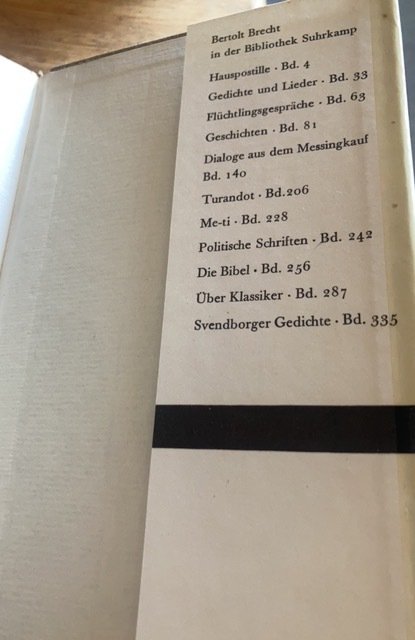 Bertolt Brecht
in der Bibliothek Suhrkamp
Hauspostille · Bd. 4
Gedichte und Lieder · Bd. 33
Flüchtlingsgespräche · Bd. 63
Geschichten · Bd. 81
Dialoge aus dem Messingkauf
Bd. 140
Turandot · Bd.206
Me-ti · Bd. 228
Politische Schriften · Bd. 242
Die Bibel · Bd. 256
Über Klassiker · Bd. 287
Svendborger Gedichte · Bd. 335